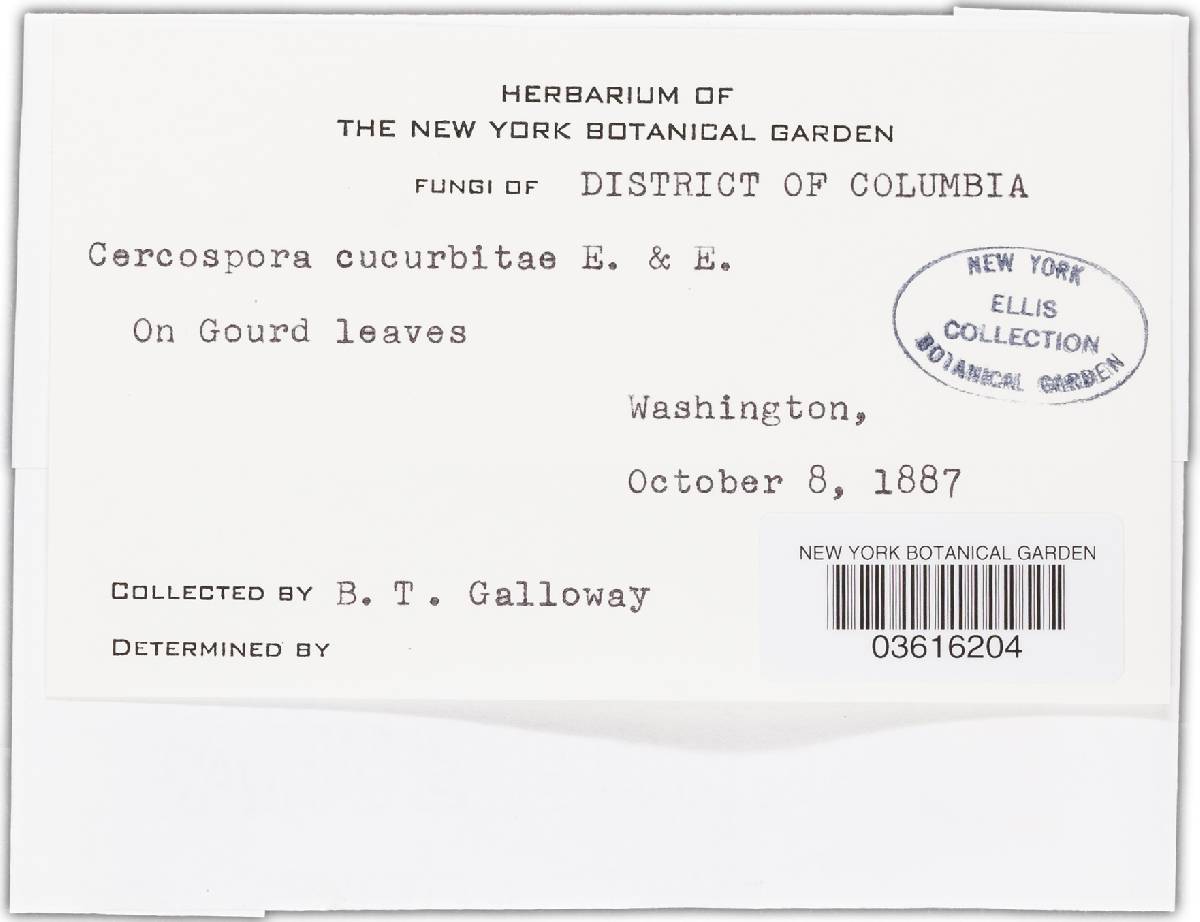 HERBARIUM OF
THE NEW YORK BOTANICAL GARDEN
FUNGI OF DISTRICT OF COLUMBIA
Cercospora cucurbitae E. & E.
On Gourd leaves
NEW YORK
ELLIS
COLLECTION
BOTANICAL GARDEN
Washington,
October 8, 1887
NEW YORK BOTANICAL GARDEN
03616204
COLLECTED BY B. T. Galloway
DETERMINED BY